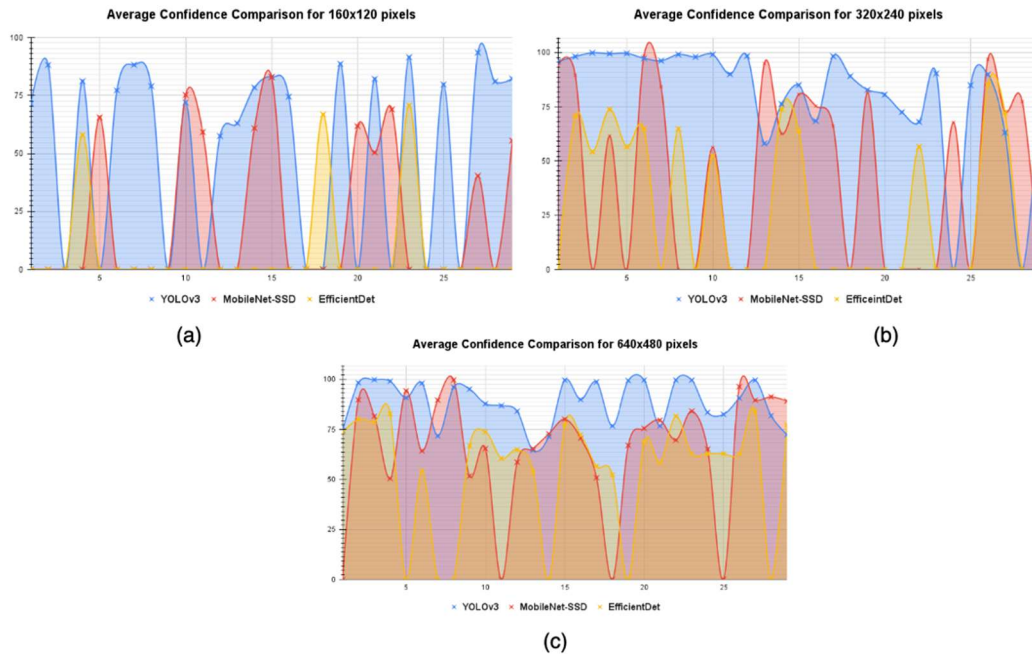 (a)
Average Confidence Comparison for 160x120 pixels
100
75
50
25
0
5 10 15 20 25
YOLOv3 MobileNet-SSD EfficientDet
(b)
Average Confidence Comparison for 320x240 pixels
100
75
50
25
0
5 10 15 20 25
YOLOv3 MobileNet-SSD EfficeintDet
Average Confidence Comparison for 640x480 pixels
100
75
50
25
0
5 10 15 20 25
YOLOv3 MobileNet-SSD EfficientDet
(c)